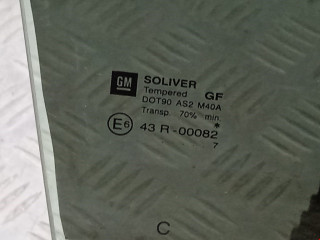 GM SOLIVER GF
Tempered
DOT90 AS2 M40A
Transp. 70% min.
*
E6 43 R-00082
7
C